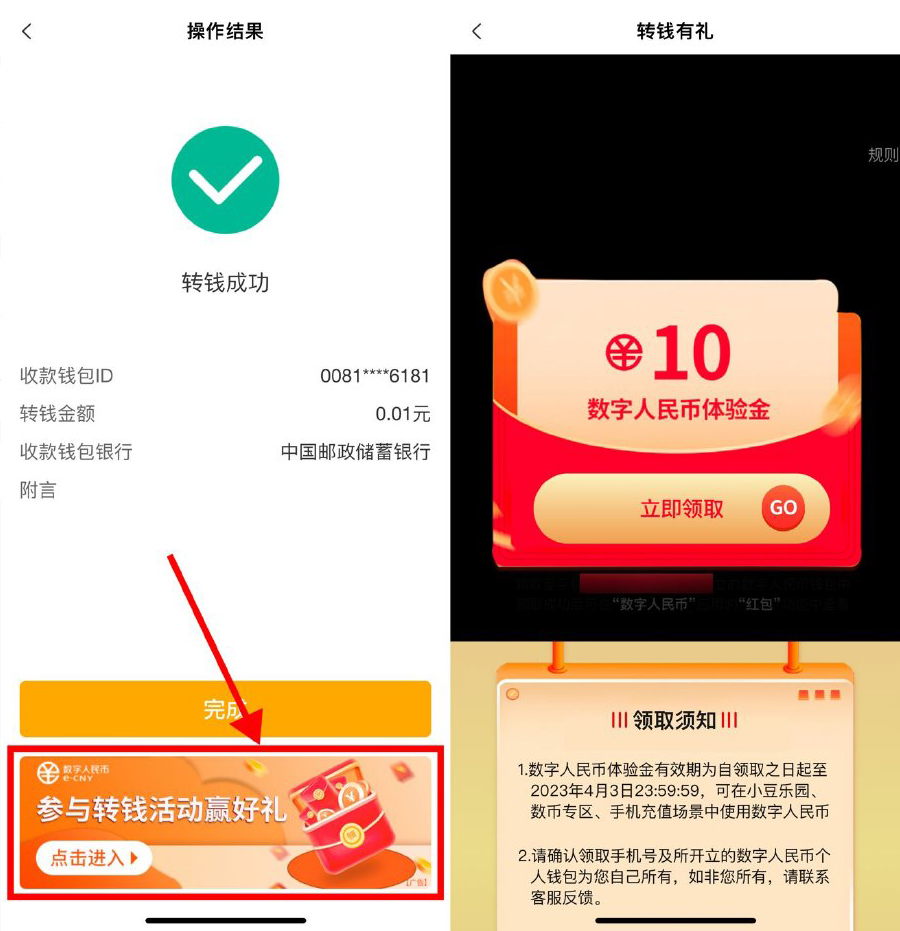 操作结果
转钱成功
收款钱包ID 0081****6181
转钱金额 0.01元
收款钱包银行 中国邮政储蓄银行
附言
完成
数字人民币
e-CNY
参与转钱活动赢好礼
点击进入
【广告】
转钱有礼
规则
10
数字人民币体验金
立即领取 GO
“数字人民币” “红包”
领取须知
1.数字人民币体验金有效期为自领取之日起至
2023年4月3日23:59:59，可在小豆乐园、
数币专区、手机充值场景中使用数字人民币
2.请确认领取手机号及所开立的数字人民币个
人钱包为您自己所有，如非您所有，请联系
客服反馈。